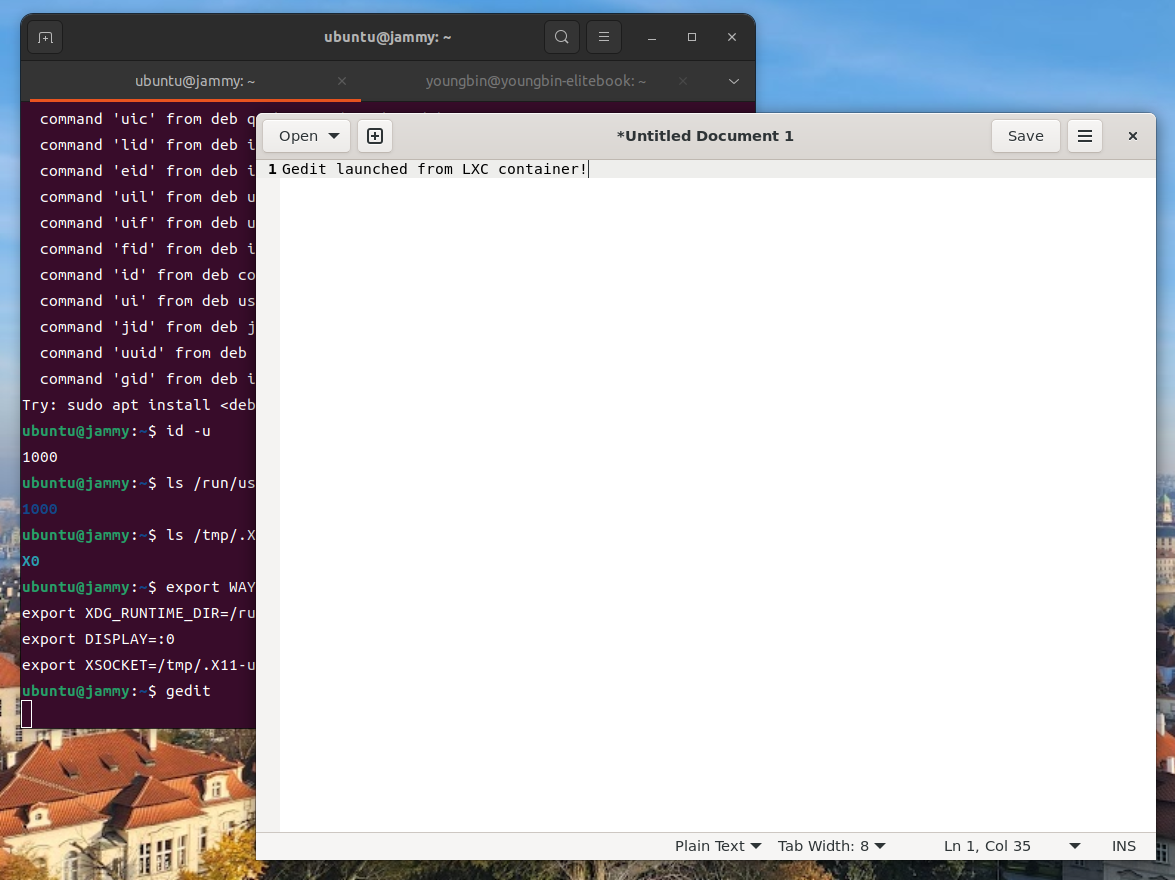 ubuntu@jammy: ~
ubuntu@jammy: ~
youngbin@youngbin-elitebook: ~
command 'uic' from deb q
command 'lid' from deb i
command 'eid' from deb i
command 'uil' from deb u
command 'uif' from deb u
command 'fid' from deb i
command 'id' from deb co
command 'ui' from deb us
command 'jid' from deb j
command 'uuid' from deb
command 'gid' from deb i
Try: sudo apt install <deb
ubuntu@jammy:~$ id -u
1000
ubuntu@jammy:~$ ls /run/us
1000
ubuntu@jammy:~$ ls /tmp/.X
X0
ubuntu@jammy:~$ export WAY
export XDG_RUNTIME_DIR=/ru
export DISPLAY=:0
export XSOCKET=/tmp/.X11-u
ubuntu@jammy:~$ gedit
Open
*Untitled Document 1
Save
1 Gedit launched from LXC container!
Plain Text
Tab Width: 8
Ln 1, Col 35
INS